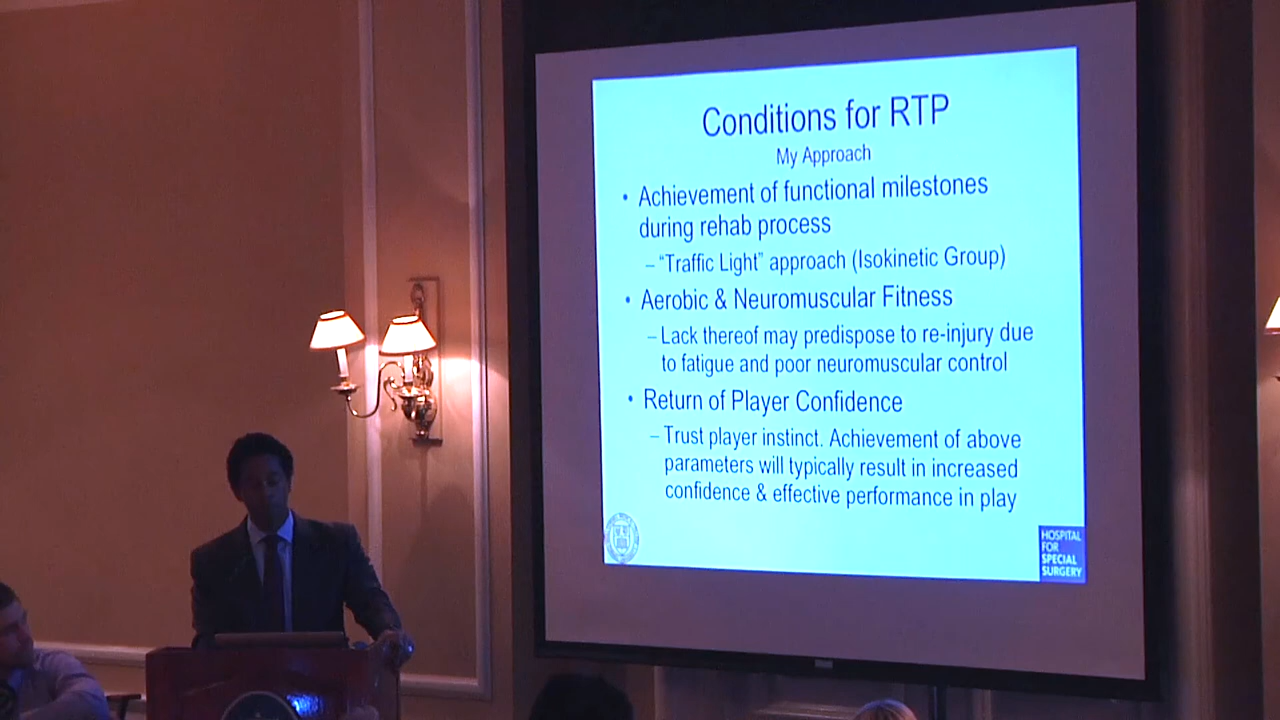 Conditions for RTP
My Approach
• Achievement of functional milestones
during rehab process
– “Traffic Light” approach (Isokinetic Group)
• Aerobic & Neuromuscular Fitness
– Lack thereof may predispose to re-injury due
to fatigue and poor neuromuscular control
• Return of Player Confidence
– Trust player instinct. Achievement of above
parameters will typically result in increased
confidence & effective performance in play
HOSPITAL
FOR
SPECIAL
SURGERY